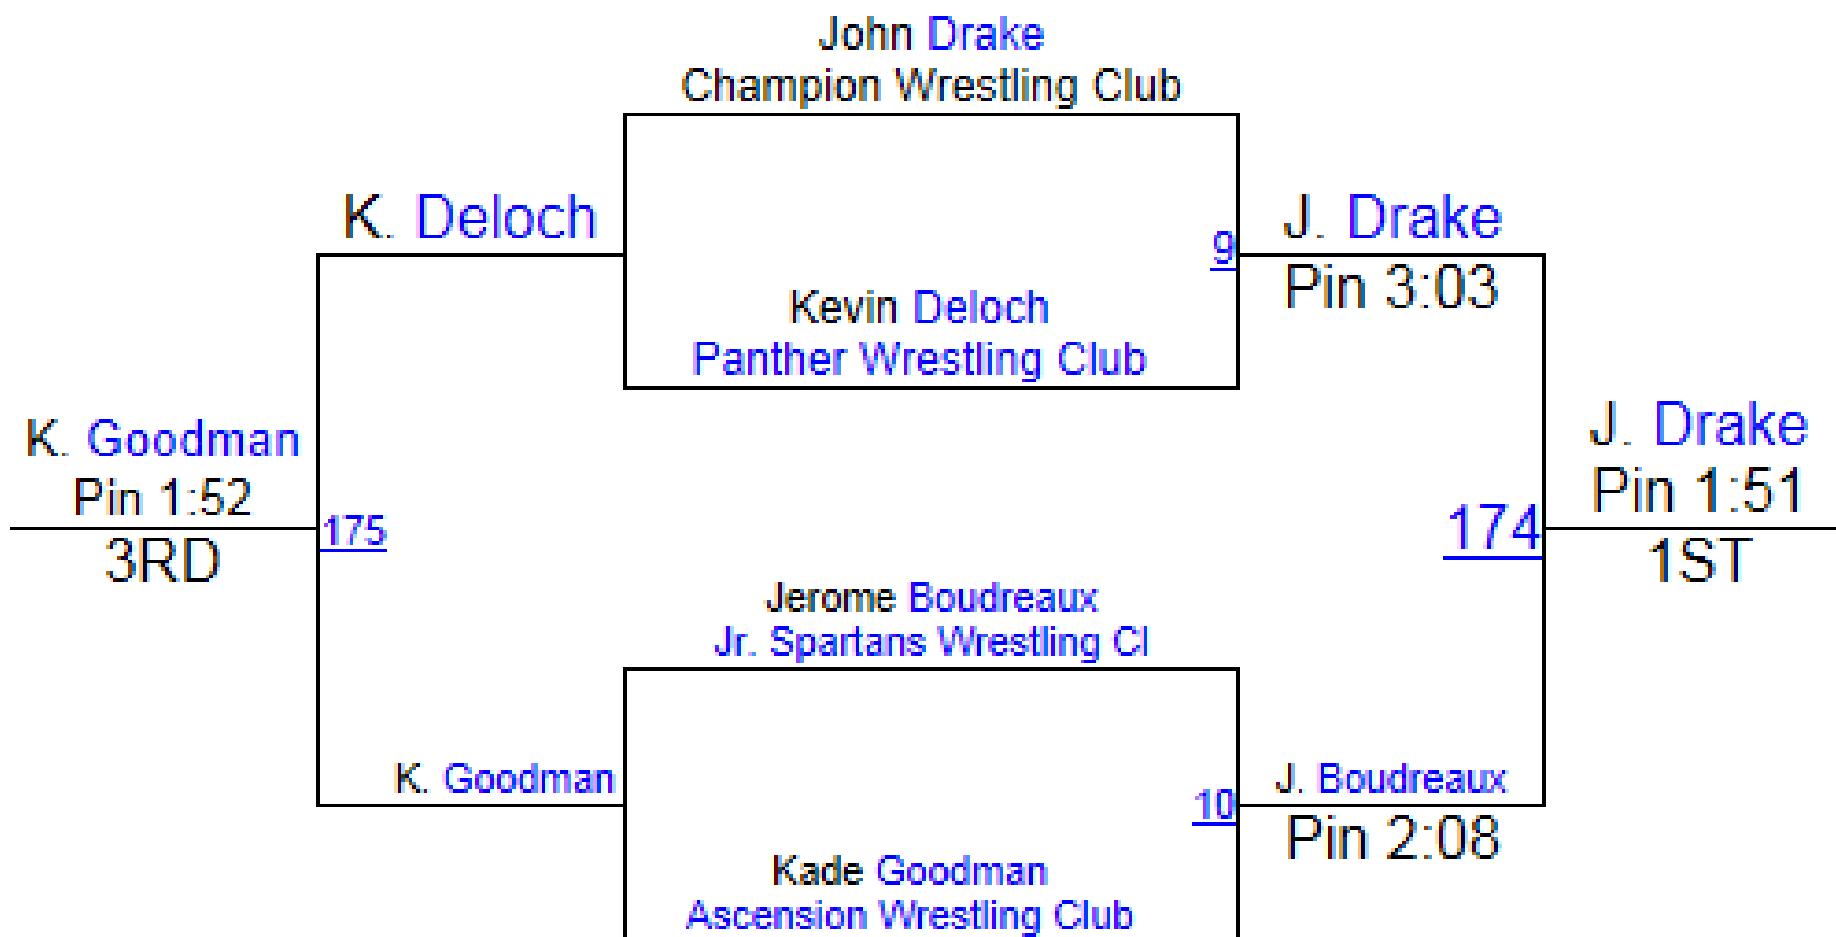 John Drake
Champion Wrestling Club
K. Deloch
J. Drake
9
Pin 3:03
Kevin Deloch
Panther Wrestling Club
K. Goodman
Pin 1:52
175
3RD
J. Drake
Pin 1:51
174
1ST
Jerome Boudreaux
Jr. Spartans Wrestling Cl
K. Goodman
J. Boudreaux
10
Pin 2:08
Kade Goodman
Ascension Wrestling Club